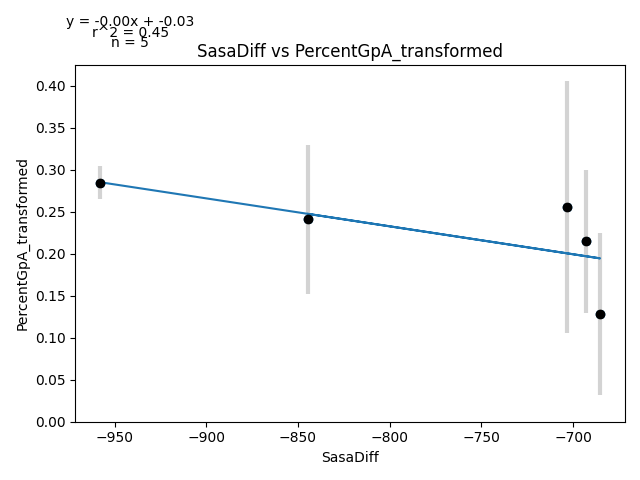 y = -0.00x + -0.03
r^2 = 0.45
n = 5
SasaDiff vs PercentGpA_transformed
PercentGpA_transformed
0.40
0.35
0.30
0.25
0.20
0.15
0.10
0.05
0.00
−950
−900
−850
−800
−750
−700
SasaDiff